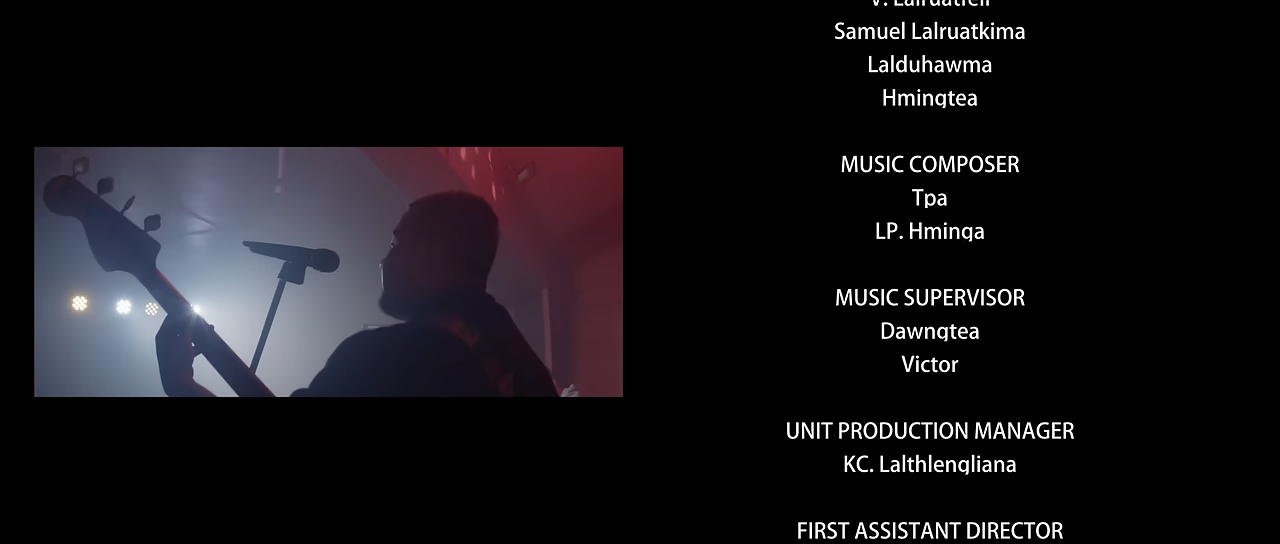 Samuel Lalruatkima
Lalduhawma
Hmingtea
MUSIC COMPOSER
Tpa
LP. Hminga
MUSIC SUPERVISOR
Dawngtea
Victor
UNIT PRODUCTION MANAGER
KC. Lalthlengliana
FIRST ASSISTANT DIRECTOR